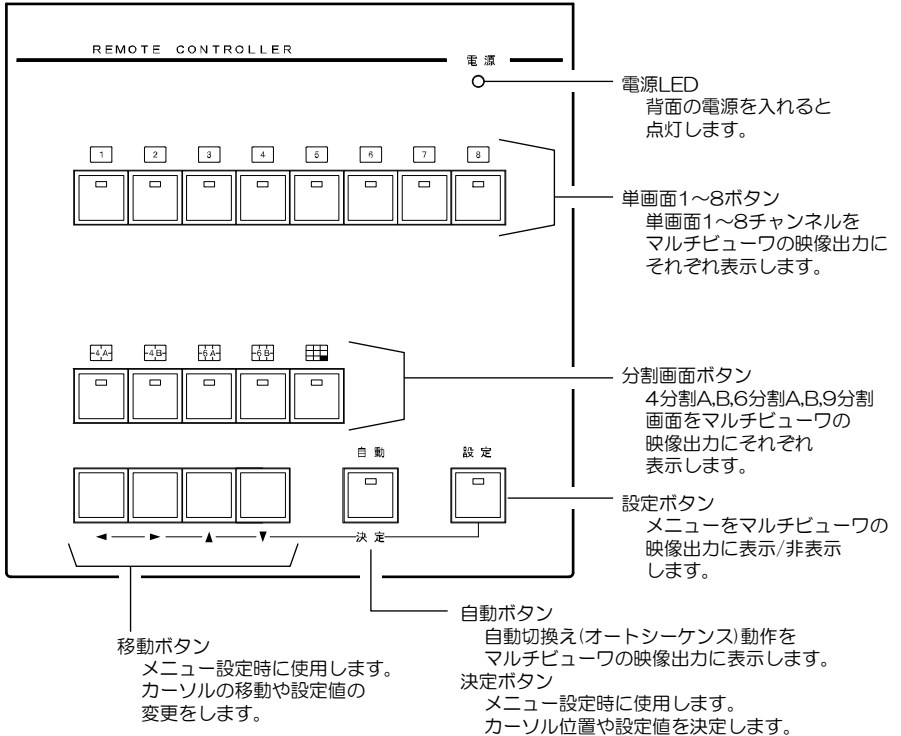 REMOTE CONTROLLER
電源
電源LED
背面の電源を入れると
点灯します。
1 2 3 4 5 6 7 8
単画面1～8ボタン
単画面1～8チャンネルを
マルチビューワの映像出力に
それぞれ表示します。
4A 4B 6A 6B
分割画面ボタン
4分割A,B,6分割A,B,9分割
画面をマルチビューワの
映像出力にそれぞれ
表示します。
自動 設定
設定ボタン
メニューをマルチビューワの
映像出力に表示/非表示
します。
◄ ► ▲ ▼ 決定
移動ボタン
メニュー設定時に使用します。
カーソルの移動や設定値の
変更をします。
自動ボタン
自動切換え(オートシーケンス)動作を
マルチビューワの映像出力に表示します。
決定ボタン
メニュー設定時に使用します。
カーソル位置や設定値を決定します。